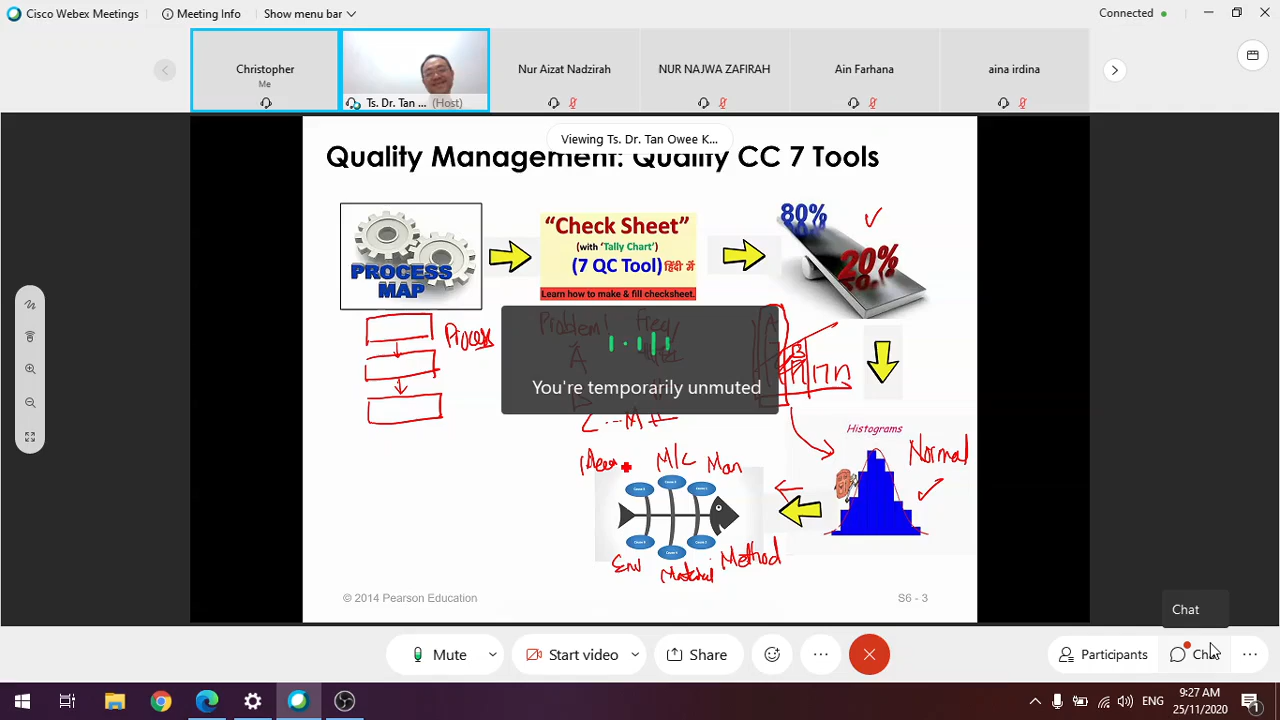 Cisco Webex Meetings
Meeting Info
Show menu bar
Connected
Christopher
Me
Ts. Dr. Tan ... (Host)
Nur Aizat Nadzirah
NUR NAJWA ZAFIRAH
Ain Farhana
aina irdina
Viewing Ts. Dr. Tan Owee K...
Quality Management: Quality CC 7 Tools
PROCESS
MAP
"Check Sheet"
(with 'Tally Chart')
(7 QC Tool) हिंदी में
Learn how to make & fill checksheet.
80%
20%
Process
Problem!
A
You're temporarily unmuted
Histograms
Normal
M/C
Man
Env
Material
Method
© 2014 Pearson Education
S6 - 3
Chat
Mute
Start video
Share
Participants
Chat
ENG
9:27 AM
25/11/2020
1